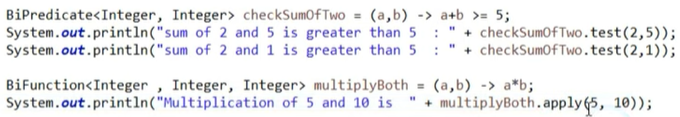 BiPredicate<Integer, Integer> checkSumOfTwo = (a,b) -> a+b >= 5;
System.out.println("sum of 2 and 5 is greater than 5  : " + checkSumOfTwo.test(2,5));
System.out.println("sum of 2 and 1 is greater than 5  : " + checkSumOfTwo.test(2,1));
BiFunction<Integer , Integer, Integer> multiplyBoth = (a,b) -> a*b;
System.out.println("Multiplication of 5 and 10 is  " + multiplyBoth.apply(5, 10));